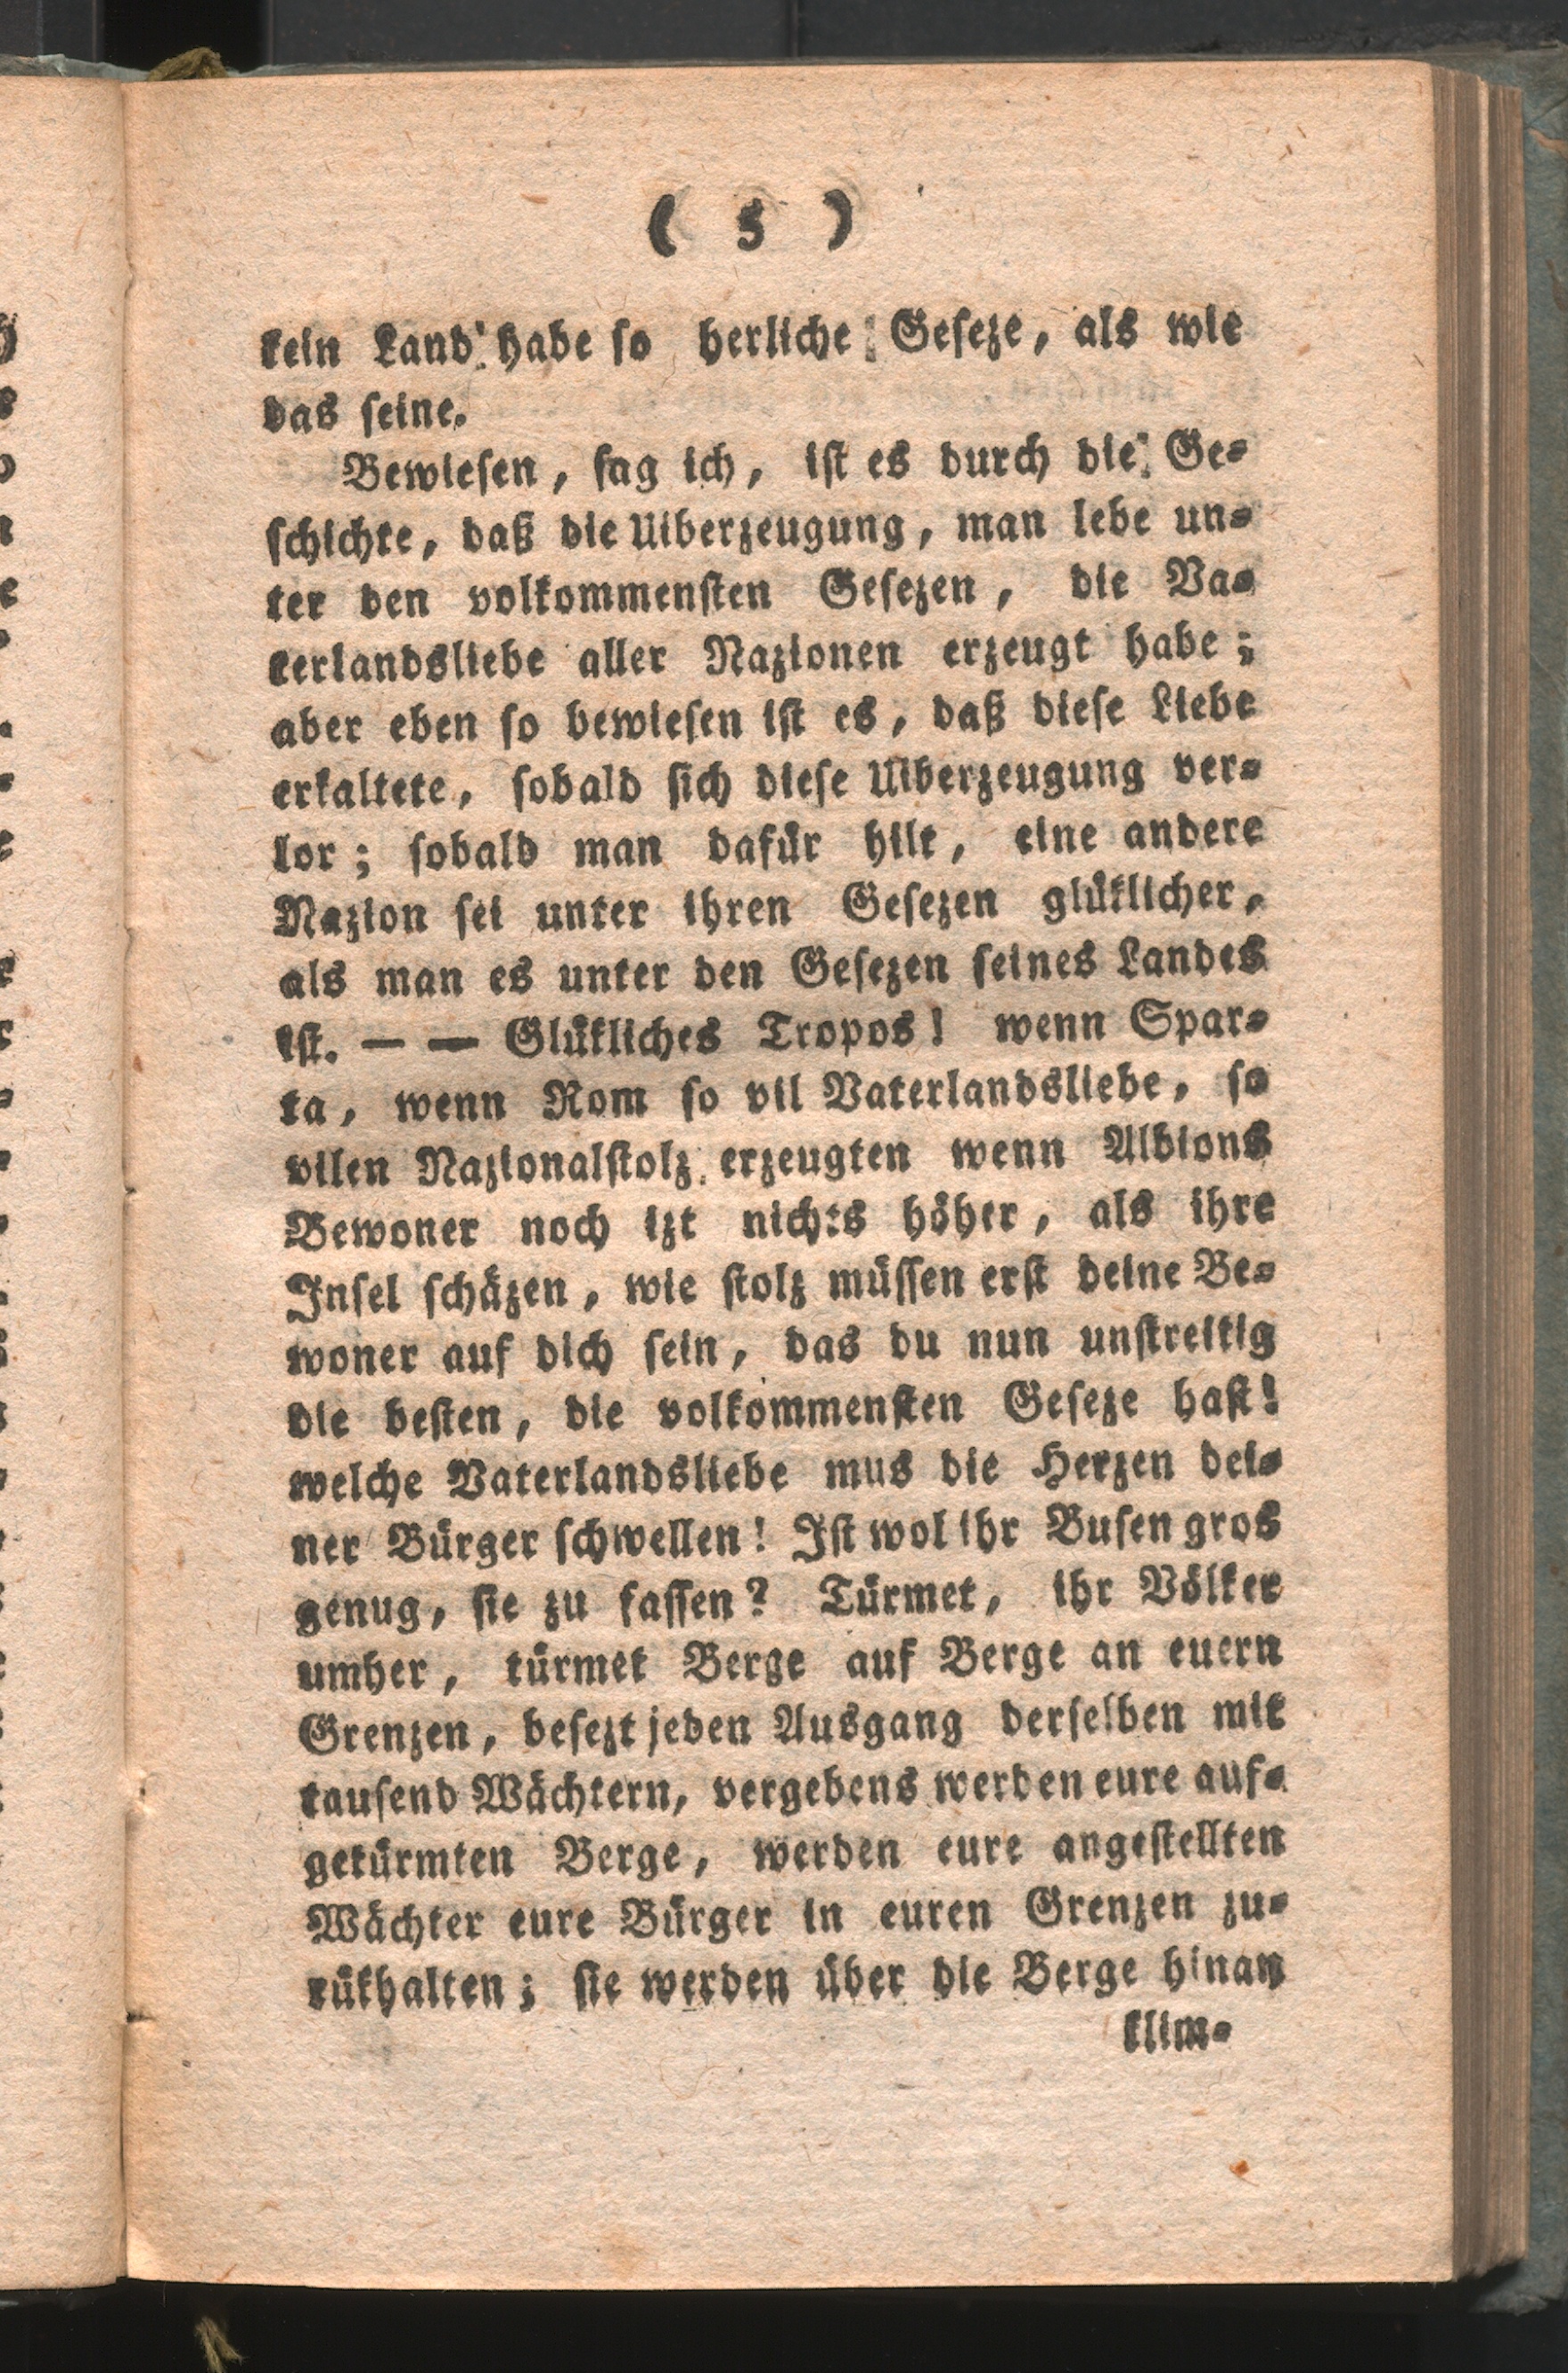 ( 5 )
kein Land habe so herliche Geseze, als wie
das seine.
Bewiesen, sag ich, ist es durch die Ge-
schichte, daß die Uiberzeugung, man lebe un-
ter den volkommensten Gesezen, die Va-
terlandsliebe aller Nazionen erzeugt habe;
aber eben so bewiesen ist es, daß diese Liebe
erkaltete, sobald sich diese Uiberzeugung ver-
lor; sobald man dafür hilt, eine andere
Nazion sei unter ihren Gesezen glüklicher,
als man es unter den Gesezen seines Landes
ist. — — Glükliches Tropos! wenn Spar-
ta, wenn Rom so vil Vaterlandsliebe, so
vilen Nazionalstolz erzeugten wenn Albions
Bewoner noch izt nichts höher, als ihre
Insel schäzen, wie stolz müssen erst deine Be-
woner auf dich sein, das du nun unstreitig
die besten, die volkommensten Geseze hast!
welche Vaterlandsliebe mus die Herzen dei-
ner Bürger schwellen! Ist wol ihr Busen gros
genug, sie zu fassen? Türmet, ihr Völker
umher, türmet Berge auf Berge an euern
Grenzen, besezt jeden Ausgang derselben mit
tausend Wächtern, vergebens werden eure auf-
getürmten Berge, werden eure angestellten
Wächter eure Bürger in euren Grenzen zu-
rükhalten; sie werden über die Berge hinan
klim-